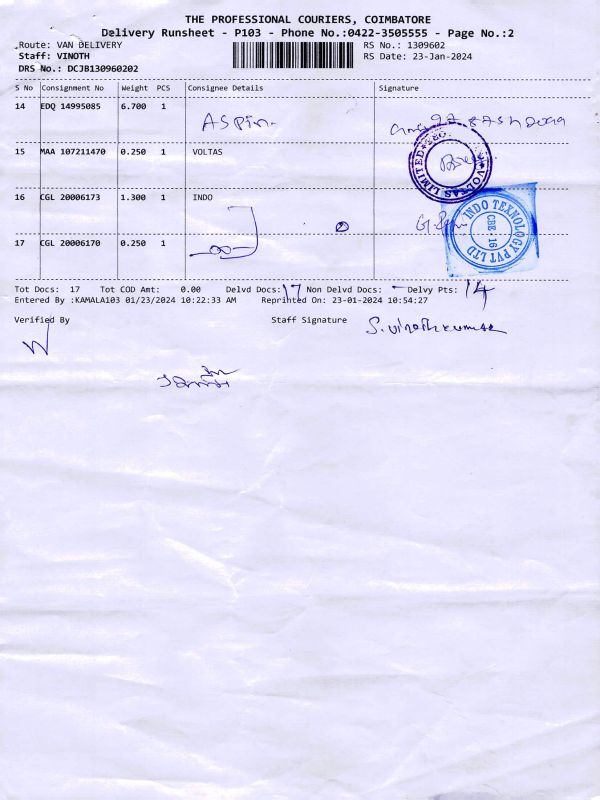 THE PROFESSIONAL COURIERS, COIMBATORE
Delivery Runsheet - P103 - Phone No.:0422-3505555 - Page No.:2
Route: VAN DELIVERY RS No.: 1309602
Staff: VINOTH RS Date: 23-Jan-2024
DRS No.: DCJB130960202
S No Consignment No Weight PCS Consignee Details Signature
14 EDQ 14995085 6.700 1
Aspin.
15 MAA 107211470 0.250 1 VOLTAS
VOLTAS LIMITED
16 CGL 20006173 1.300 1 INDO
INDO TEXNOLOGY PVT LTD
CBE. 16
17 CGL 20006170 0.250 1
Tot Docs: 17 Tot COD Amt: 0.00 Delvd Docs: 17 Non Delvd Docs: - Delvy Pts: 14
Entered By :KAMALA103 01/23/2024 10:22:33 AM Reprinted On: 23-01-2024 10:54:27
Verified By Staff Signature S.Vinothkumar